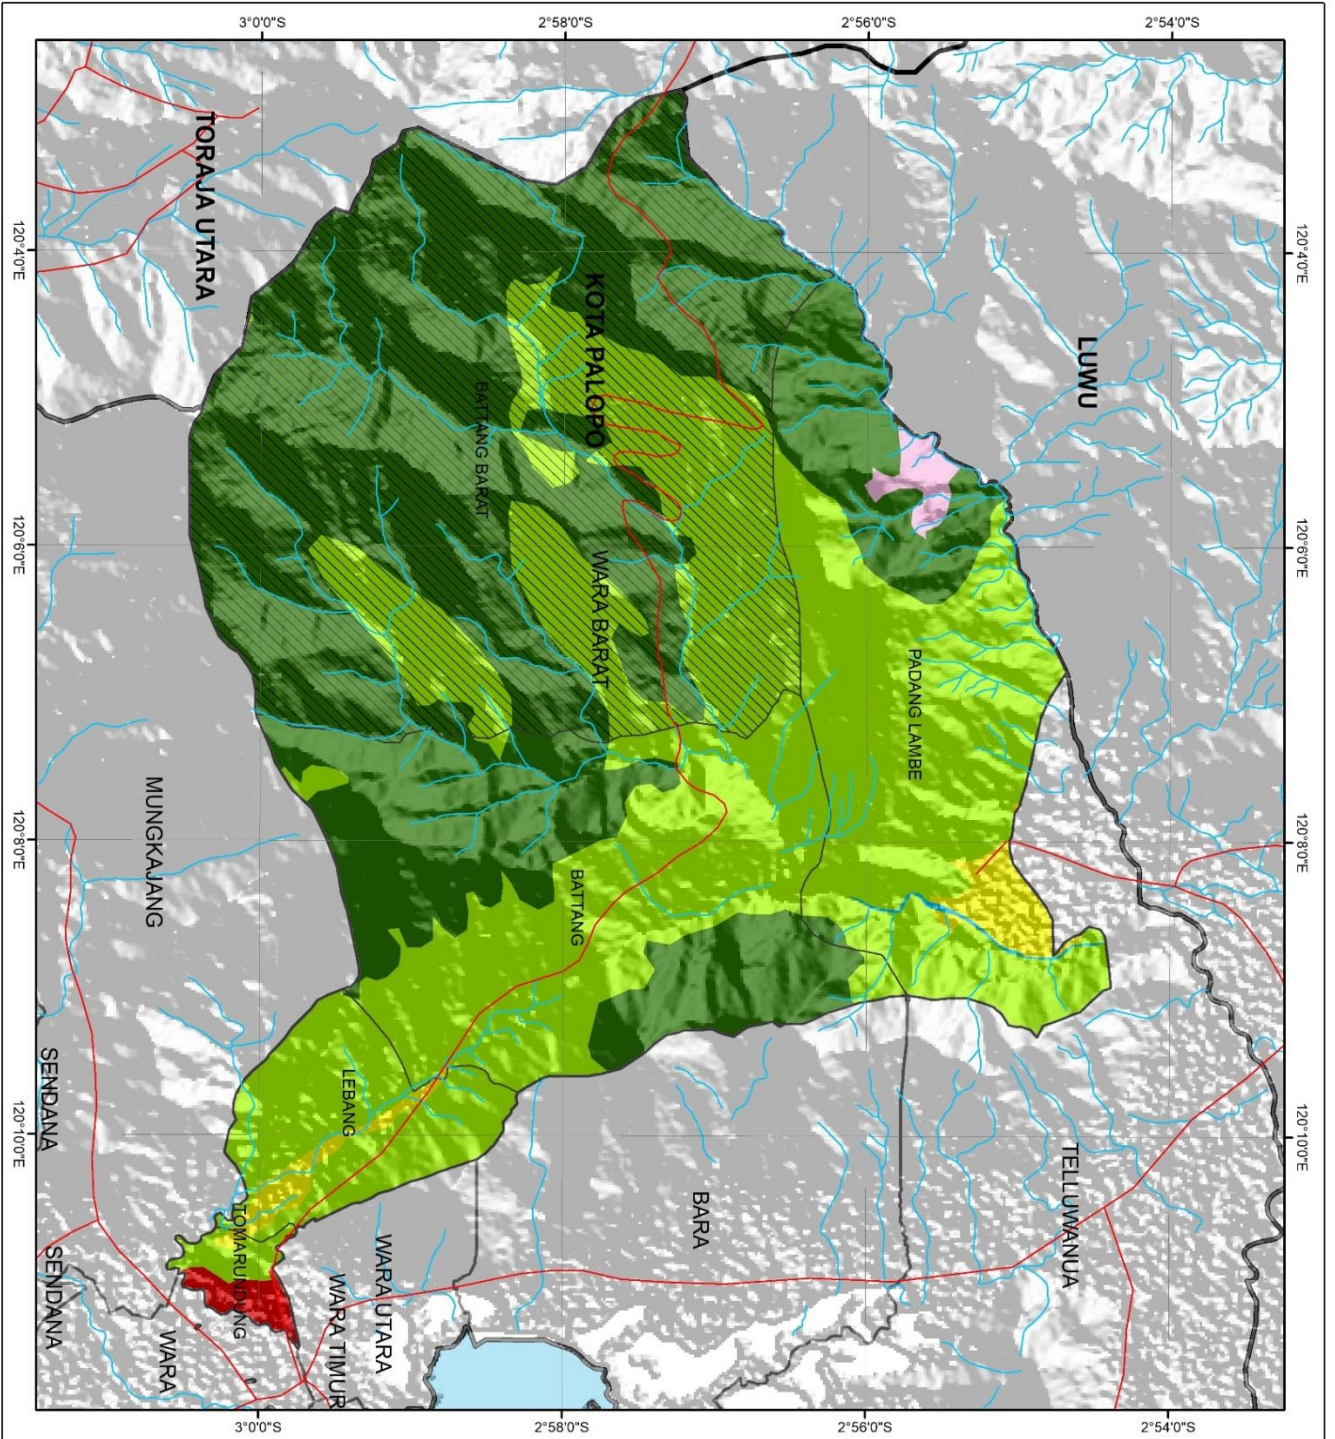 3°0'0"S
2°58'0"S
2°56'0"S
2°54'0"S
TORAJA UTARA
120°4'0"E
120°4'0"E
KOTA PALOPO
LUWU
BATTANG BARAT
120°6'0"E
120°6'0"E
WARA BARAT
PADANG LAMBE
MUNGKAJANG
120°8'0"E
120°8'0"E
BATTANG
SENDANA
LEBANG
120°10'0"E
120°10'0"E
TELLUWANUA
BARA
TOMARUNDUNG
WARA UTARA
SENDANA
WARA TIMUR
WARA
3°0'0"S
2°58'0"S
2°56'0"S
2°54'0"S